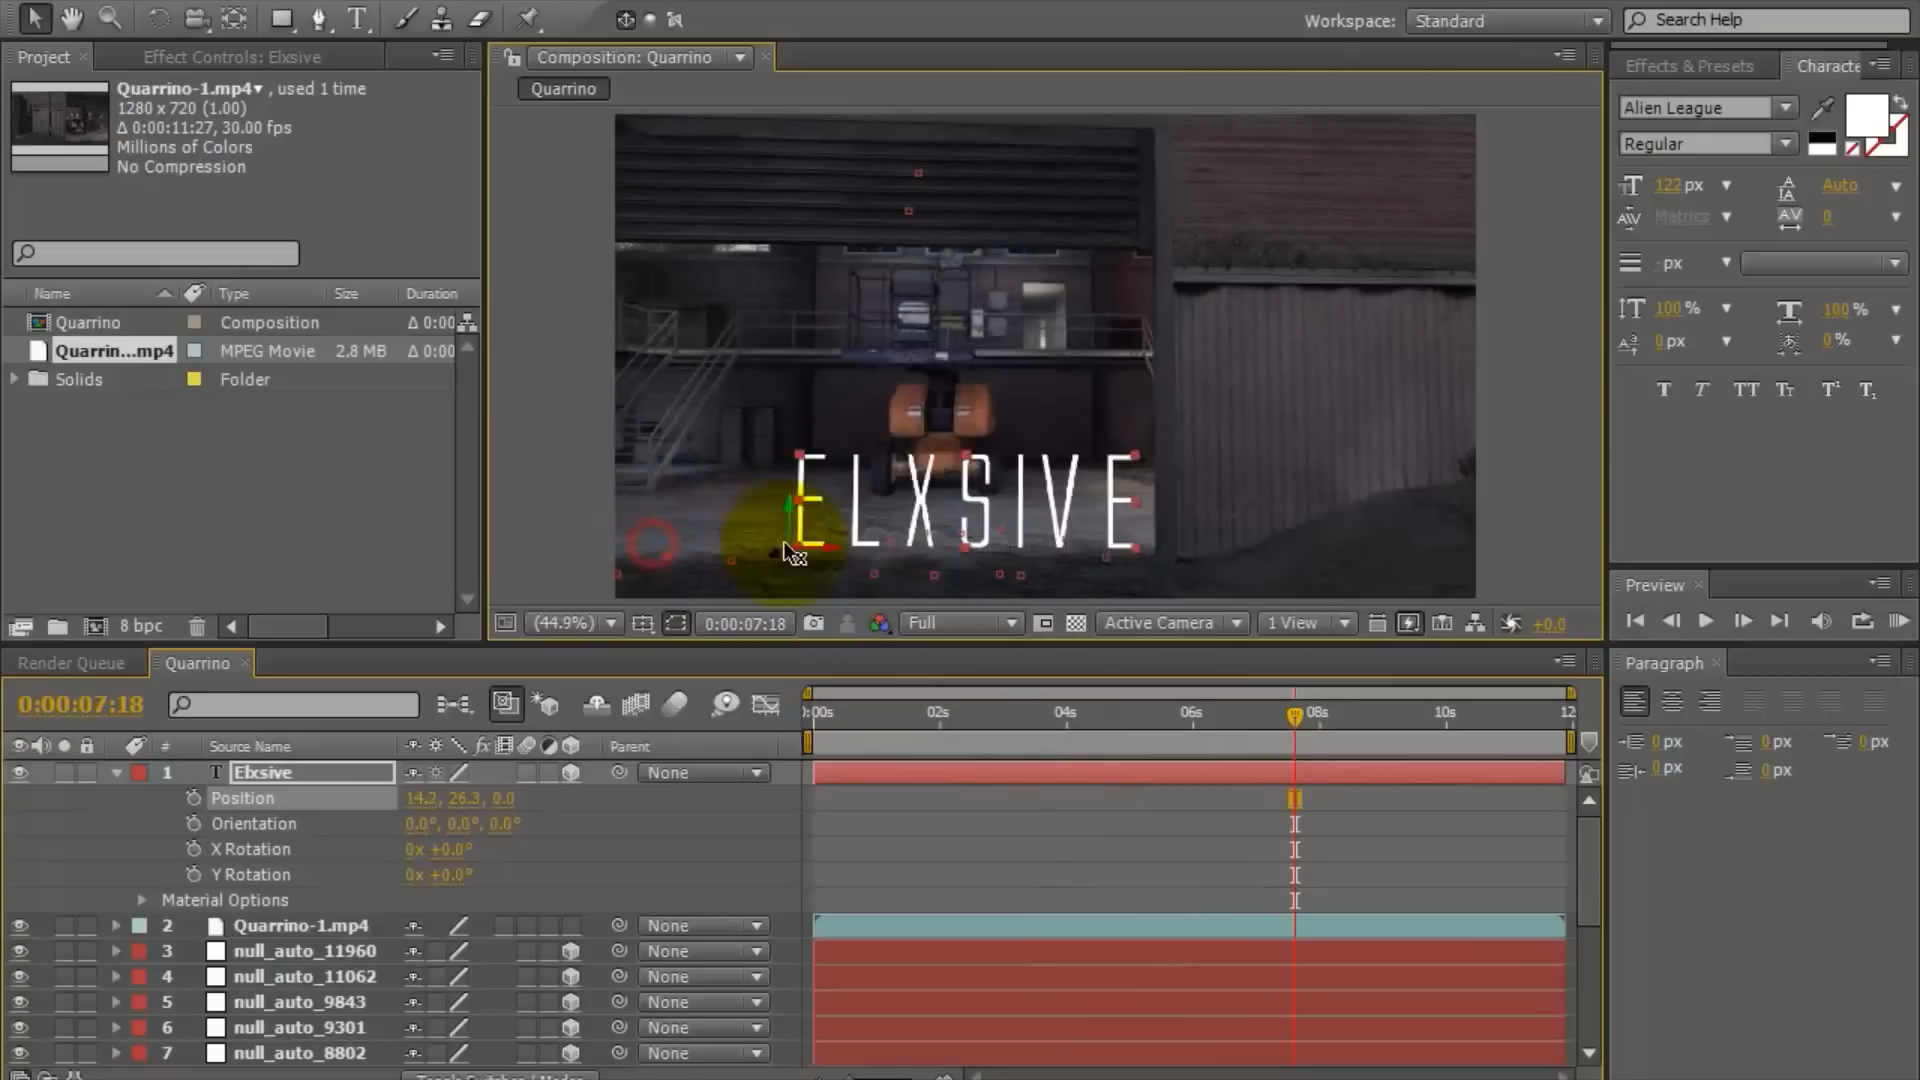 Workspace: Standard
Search Help
Project
Effect Controls: Elxsive
Composition: Quarrino
Effects & Presets
Characte
Quarrino-1.mp4▾ , used 1 time
1280 x 720 (1.00)
Δ 0:00:11:27, 30.00 fps
Millions of Colors
No Compression
Quarrino
Alien League
Regular
122 px
Auto
Metrics
0
- px
100 %
100 %
0 px
0 %
T T TT Tt T¹ T₁
Name Type Size Duration
Quarrino Composition Δ 0:00
Quarrin...mp4 MPEG Movie 2.8 MB Δ 0:00
Solids Folder
ELXSIVE
8 bpc
(44.9%) 0:00:07:18 Full Active Camera 1 View +0.0
Preview
Render Queue
Quarrino
Paragraph
0:00:07:18
):00s 02s 04s 06s 08s 10s 12
# Source Name fx Parent
0 px 0 px 0 px
0 px 0 px
1 T Elxsive None
Position 14.2, 26.3, 0.0
Orientation 0.0°, 0.0°, 0.0°
X Rotation 0x +0.0°
Y Rotation 0x +0.0°
Material Options
2 Quarrino-1.mp4 None
3 null_auto_11960 None
4 null_auto_11062 None
5 null_auto_9843 None
6 null_auto_9301 None
7 null_auto_8802 None